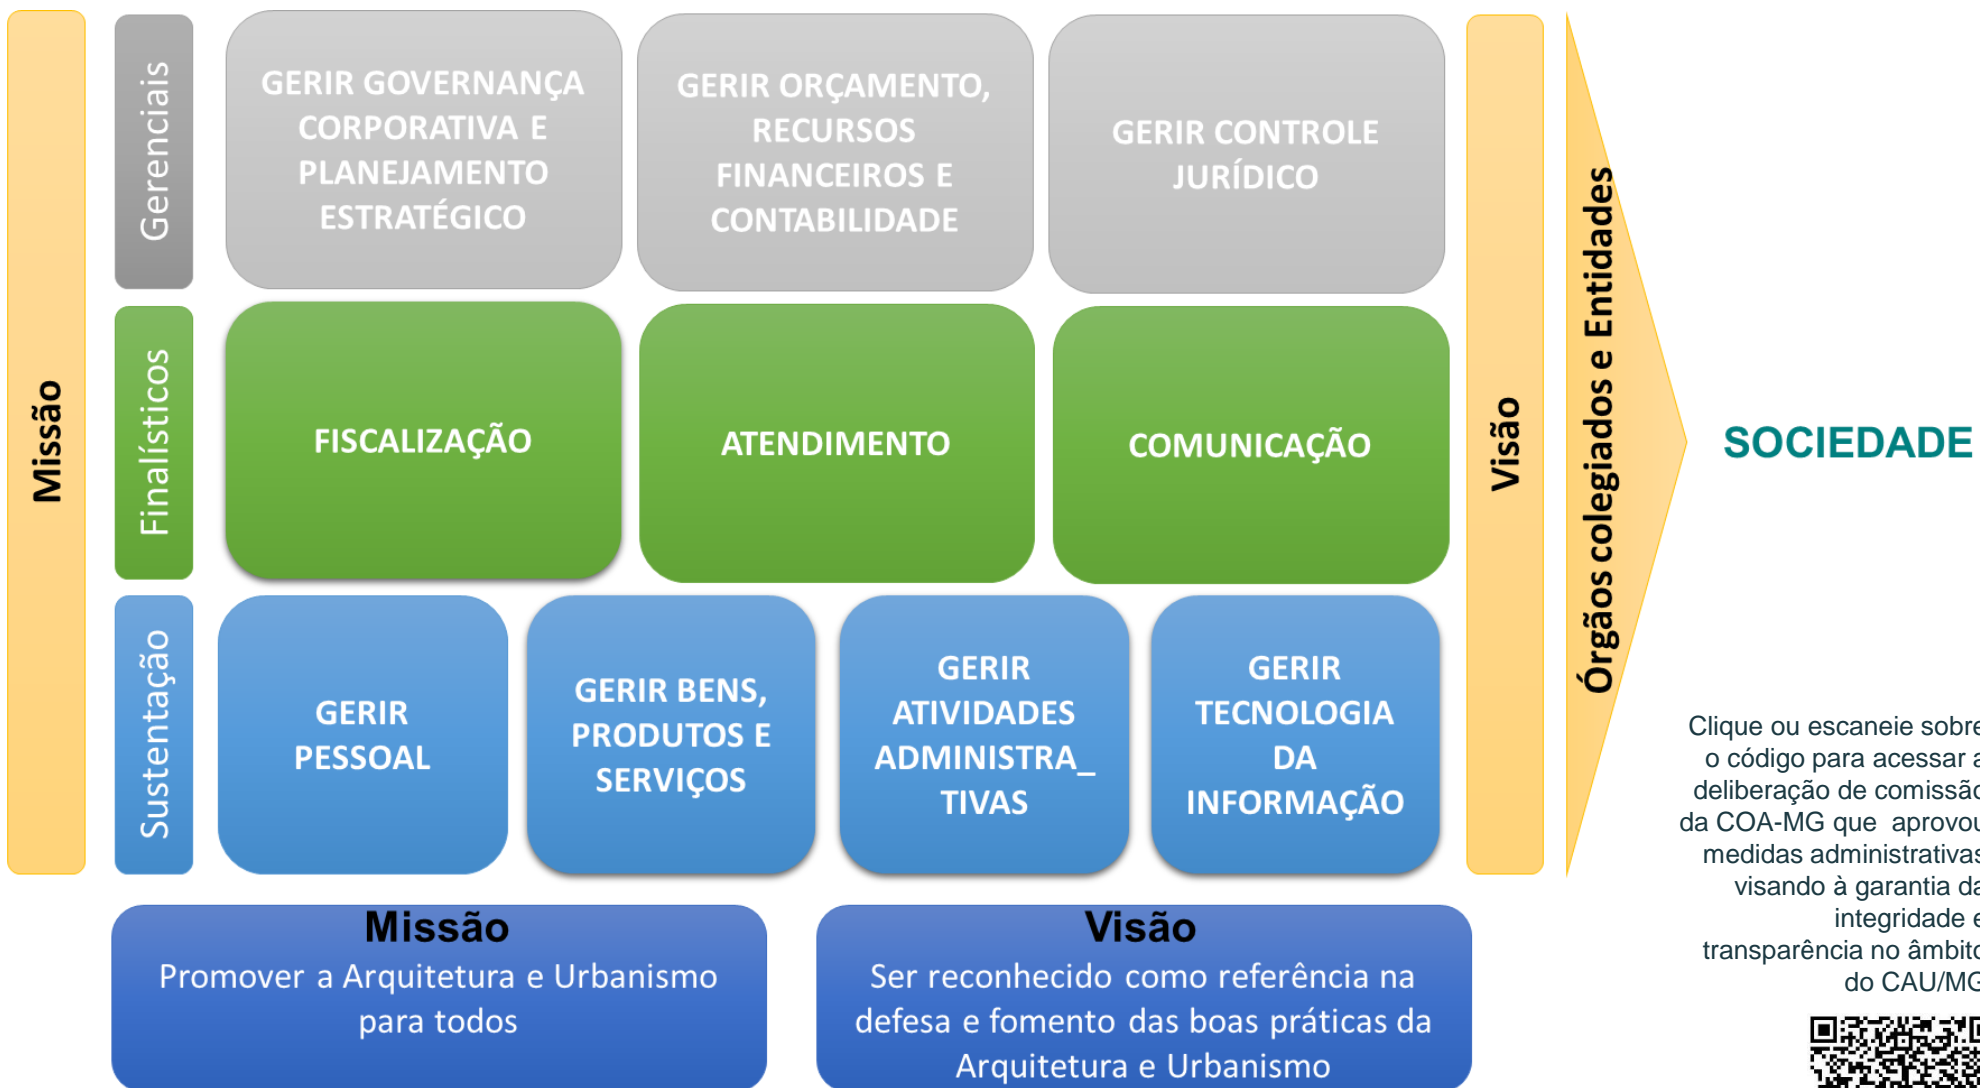 Missão
Gerenciais
GERIR GOVERNANÇA
CORPORATIVA E
PLANEJAMENTO
ESTRATÉGICO
GERIR ORÇAMENTO,
RECURSOS
FINANCEIROS E
CONTABILIDADE
GERIR CONTROLE
JURÍDICO
Finalísticos
FISCALIZAÇÃO
ATENDIMENTO
COMUNICAÇÃO
Sustentação
GERIR
PESSOAL
GERIR BENS,
PRODUTOS E
SERVIÇOS
GERIR
ATIVIDADES
ADMINISTRA_
TIVAS
GERIR
TECNOLOGIA
DA
INFORMAÇÃO
Visão
Órgãos colegiados e Entidades
SOCIEDADE
Clique ou escaneie sobre
o código para acessar a
deliberação de comissão
da COA-MG que aprovou
medidas administrativas
visando à garantia da
integridade e
transparência no âmbito
do CAU/MG
Missão
Promover a Arquitetura e Urbanismo
para todos
Visão
Ser reconhecido como referência na
defesa e fomento das boas práticas da
Arquitetura e Urbanismo